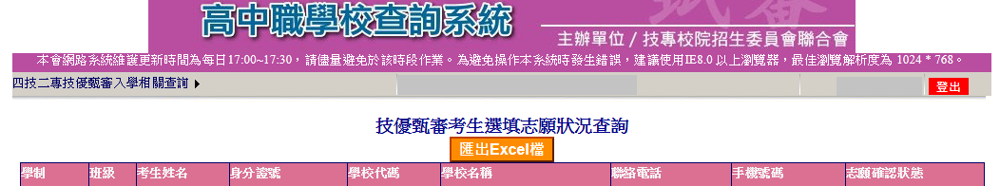 高中職學校查詢系統
甄審
主辦單位 / 技專校院招生委員會聯合會
本會網路系統維護更新時間為每日17:00~17:30，請儘量避免於該時段作業。為避免操作本系統時發生錯誤，建議使用IE8.0 以上瀏覽器，最佳瀏覽解析度為 1024 * 768。
四技二專技優甄審入學相關查詢
登出
技優甄審考生選填志願狀況查詢
匯出Excel檔
學制 班級 考生姓名 身分證號 學校代碼 學校名稱 聯絡電話 手機號碼 志願確認狀態